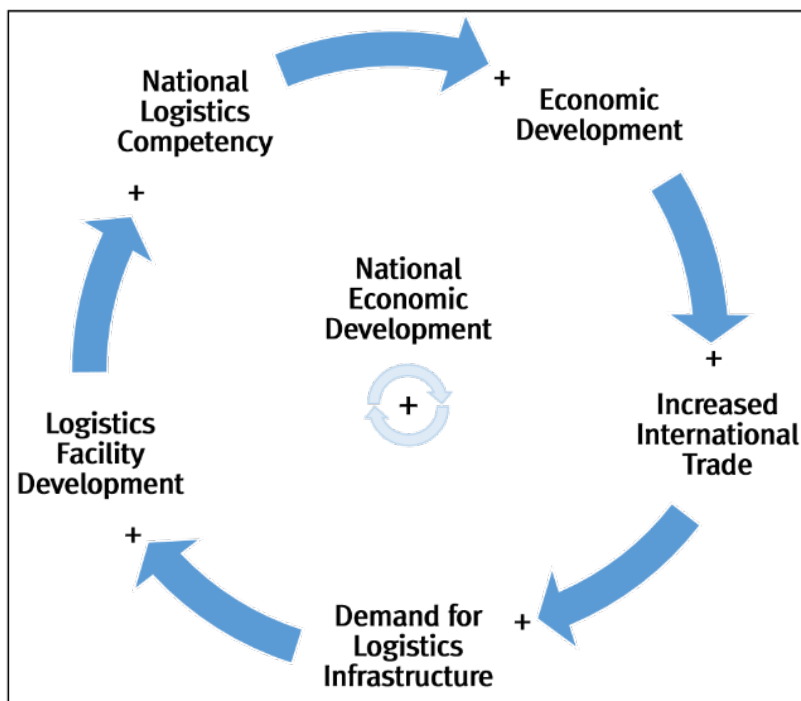 National
Logistics
Competency
+
+
Economic
Development
National
Economic
Development
+
+
Increased
International
Trade
Logistics
Facility
Development
+
+
Demand for
Logistics
Infrastructure